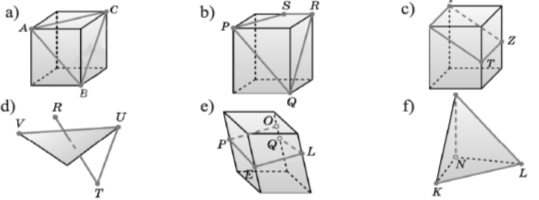 a) A C B
b) P S R Q
c) Z T
d) V R U T
e) O P Q L E
f) N K L